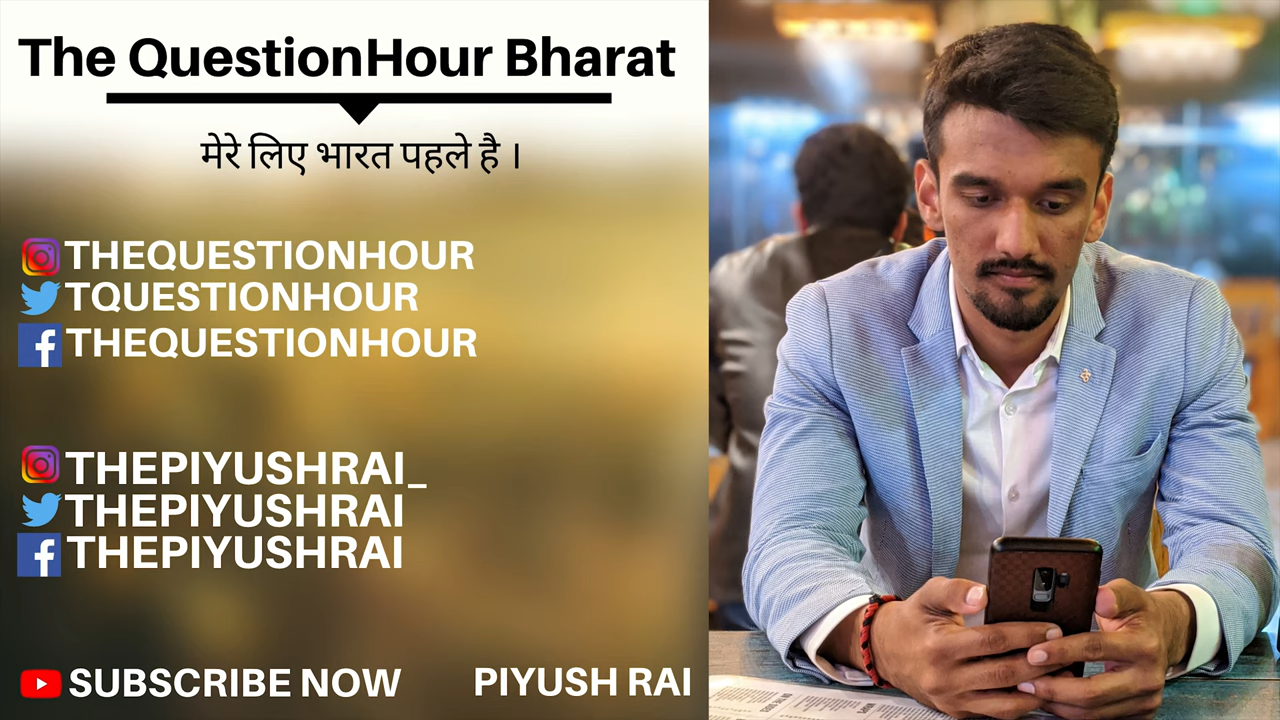 The QuestionHour Bharat
मेरे लिए भारत पहले है ।
THEQUESTIONHOUR
TQUESTIONHOUR
THEQUESTIONHOUR
THEPIYUSHRAI_
THEPIYUSHRAI
THEPIYUSHRAI
SUBSCRIBE NOW
PIYUSH RAI